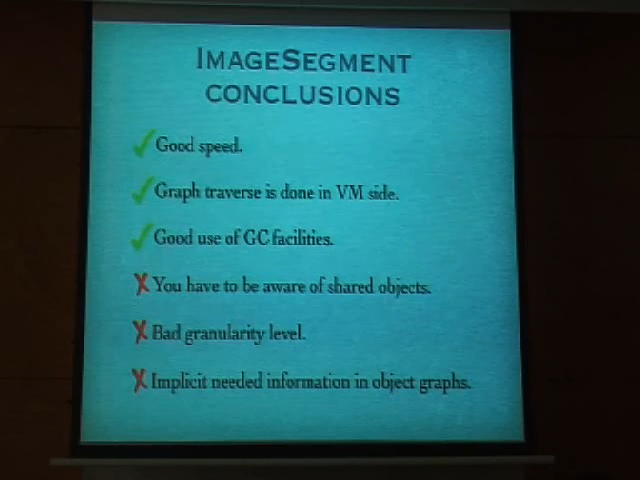 ImageSegment
conclusions
Good speed.
Graph traverse is done in VM side.
Good use of GC facilities.
You have to be aware of shared objects.
Bad granularity level.
Implicit needed information in object graphs.